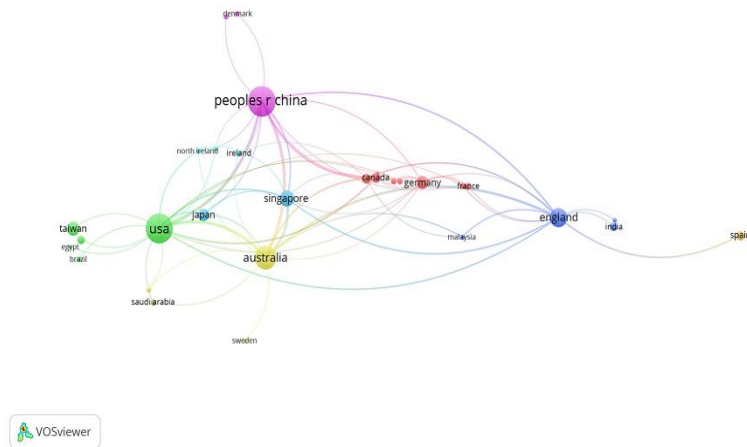 denmark
peoples r china
north ireland
ireland
canada
germany
france
singapore
japan
england
taiwan
usa
india
egypt
malaysia
spain
brazil
australia
saudi arabia
sweden
VOSviewer